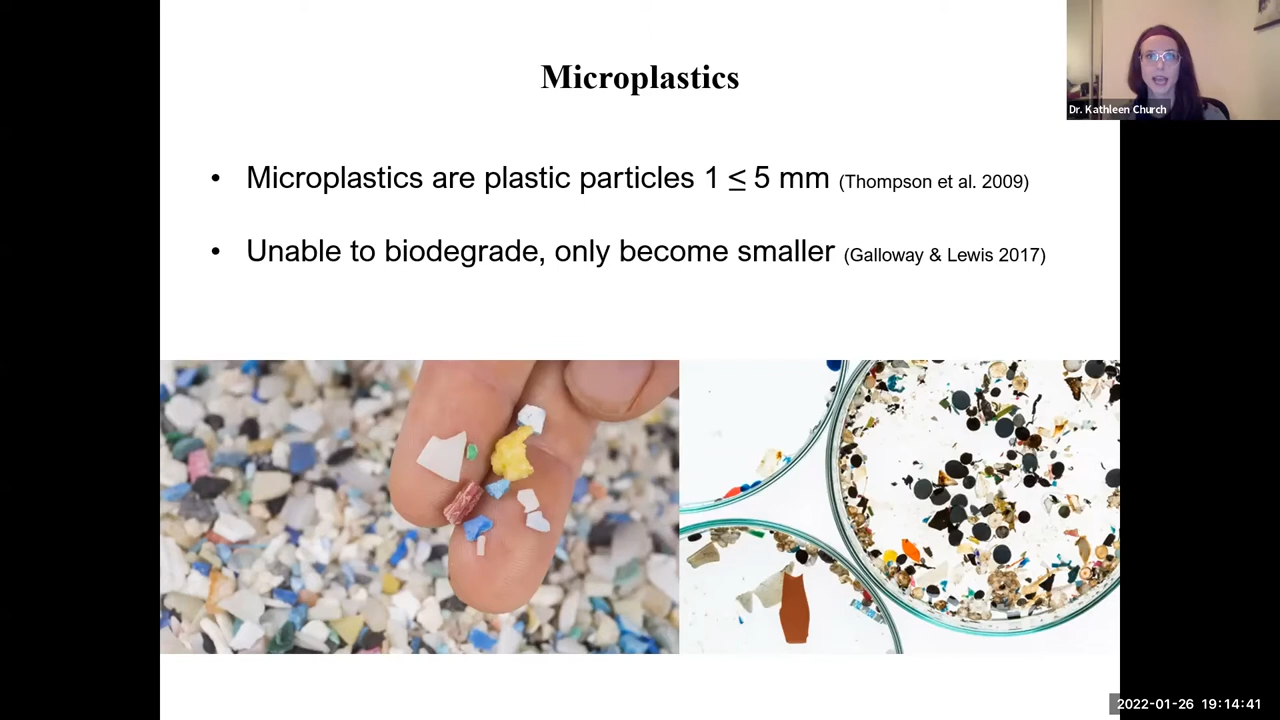 Microplastics
Dr. Kathleen Church
• Microplastics are plastic particles 1 ≤ 5 mm (Thompson et al. 2009)
• Unable to biodegrade, only become smaller (Galloway & Lewis 2017)
2022-01-26 19:14:41